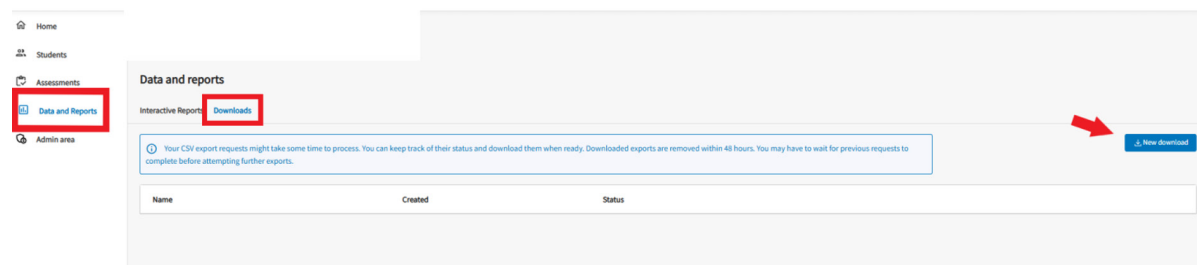 Home
Students
Assessments
Data and Reports
Admin area
Data and reports
Interactive Reports Downloads
Your CSV export requests might take some time to process. You can keep track of their status and download them when ready. Downloaded exports are removed within 48 hours. You may have to wait for previous requests to
complete before attempting further exports.
New download
Name Created Status